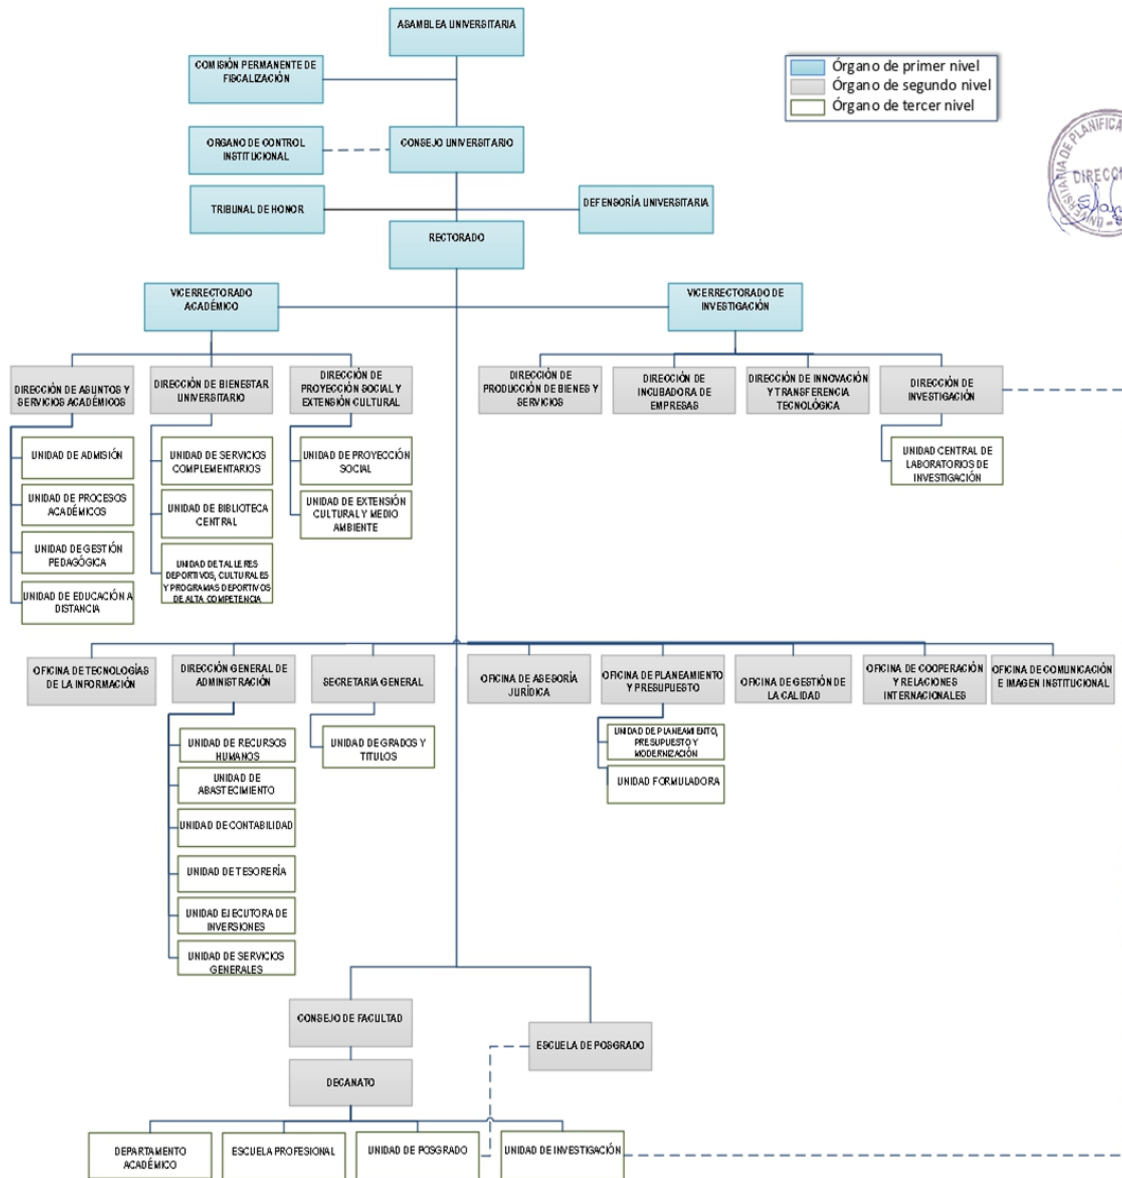 ASAMBLEA UNIVERSITARIA
COMISIÓN PERMANENTE DE
FISCALIZACIÓN
Órgano de primer nivel
Órgano de segundo nivel
Órgano de tercer nivel
ORGANO DE CONTROL
INSTITUCIONAL
CONSEJO UNIVERSITARIO
TRIBUNAL DE HONOR
DEFENSORÍA UNIVERSITARIA
RECTORADO
VICERRECTORADO
ACADÉMICO
VICERRECTORADO DE
INVESTIGACIÓN
DIRECCIÓN DE ASUNTOS Y
SERVICIOS ACADÉMICOS
DIRECCIÓN DE BIENESTAR
UNIVERSITARIO
DIRECCIÓN DE
PROYECCIÓN SOCIAL Y
EXTENSIÓN CULTURAL
DIRECCIÓN DE
PRODUCCIÓN DE BIENES Y
SERVICIOS
DIRECCIÓN DE
INCUBADORA DE
EMPRESAS
DIRECCIÓN DE INNOVACIÓN
Y TRANSFERENCIA
TECNOLÓGICA
DIRECCIÓN DE
INVESTIGACIÓN
UNIDAD DE ADMISIÓN
UNIDAD DE PROCESOS
ACADÉMICOS
UNIDAD DE GESTIÓN
PEDAGÓGICA
UNIDAD DE EDUCACIÓN A
DISTANCIA
UNIDAD DE SERVICIOS
COMPLEMENTARIOS
UNIDAD DE BIBLIOTECA
CENTRAL
UNIDAD DE TALLERES
DEPORTIVOS, CULTURALES
Y PROGRAMAS DEPORTIVOS
DE ALTA COMPETENCIA
UNIDAD DE PROYECCIÓN
SOCIAL
UNIDAD DE EXTENSIÓN
CULTURAL Y MEDIO
AMBIENTE
UNIDAD CENTRAL DE
LABORATORIOS DE
INVESTIGACIÓN
OFICINA DE TECNOLOGÍAS
DE LA INFORMACIÓN
DIRECCIÓN GENERAL DE
ADMINISTRACIÓN
SECRETARIA GENERAL
OFICINA DE ASESORÍA
JURÍDICA
OFICINA DE PLANEAMIENTO
Y PRESUPUESTO
OFICINA DE GESTIÓN DE
LA CALIDAD
OFICINA DE COOPERACIÓN
Y RELACIONES
INTERNACIONALES
OFICINA DE COMUNICACIÓN
E IMAGEN INSTITUCIONAL
UNIDAD DE RECURSOS
HUMANOS
UNIDAD DE
ABASTECIMIENTO
UNIDAD DE CONTABILIDAD
UNIDAD DE TESORERÍA
UNIDAD EJECUTORA DE
INVERSIONES
UNIDAD DE SERVICIOS
GENERALES
UNIDAD DE GRADOS Y
TITULOS
UNIDAD DE PLANEAMIENTO,
PRESUPUESTO Y
MODERNIZACIÓN
UNIDAD FORMULADORA
CONSEJO DE FACULTAD
ESCUELA DE POSGRADO
DECANATO
DEPARTAMENTO
ACADÉMICO
ESCUELA PROFESIONAL
UNIDAD DE POSGRADO
UNIDAD DE INVESTIGACIÓN